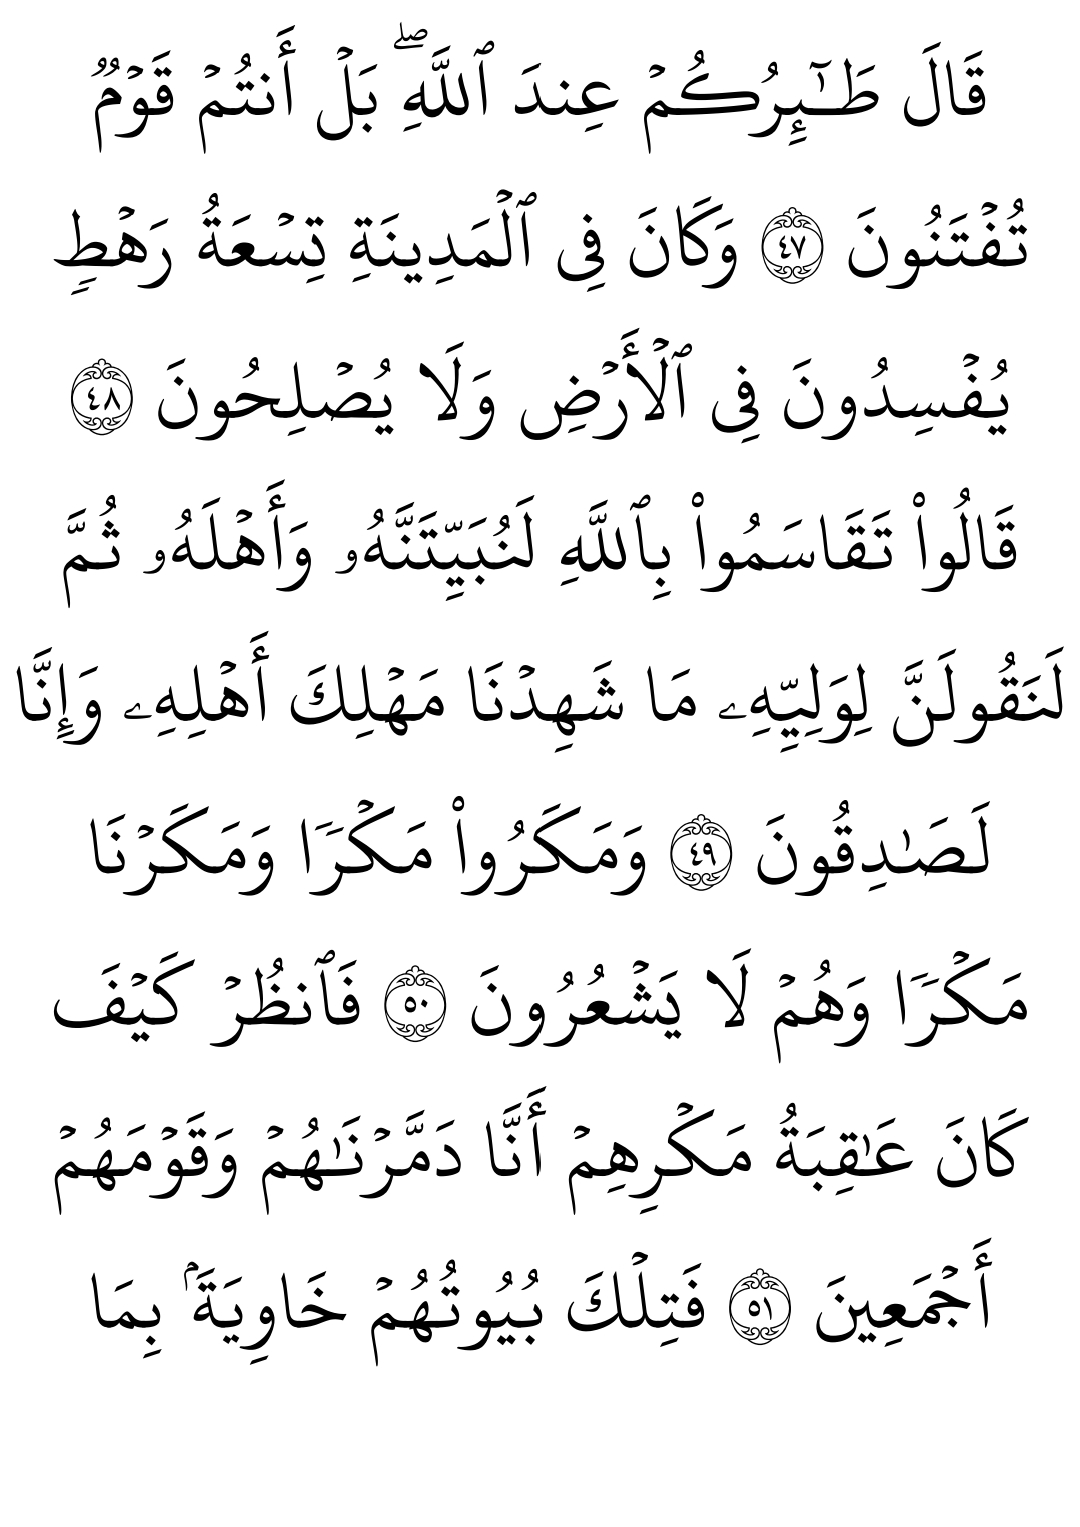 قَالَ طَٰٓئِرُكُمۡ عِندَ ٱللَّهِۖ بَلۡ أَنتُمۡ قَوۡمٞ
تُفۡتَنُونَ ٤٧ وَكَانَ فِي ٱلۡمَدِينَةِ تِسۡعَةُ رَهۡطٖ
يُفۡسِدُونَ فِي ٱلۡأَرۡضِ وَلَا يُصۡلِحُونَ ٤٨
قَالُواْ تَقَاسَمُواْ بِٱللَّهِ لَنُبَيِّتَنَّهُۥ وَأَهۡلَهُۥ ثُمَّ
لَنَقُولَنَّ لِوَلِيِّهِۦ مَا شَهِدۡنَا مَهۡلِكَ أَهۡلِهِۦ وَإِنَّا
لَصَٰدِقُونَ ٤٩ وَمَكَرُواْ مَكۡرٗا وَمَكَرۡنَا
مَكۡرٗا وَهُمۡ لَا يَشۡعُرُونَ ٥٠ فَٱنظُرۡ كَيۡفَ
كَانَ عَٰقِبَةُ مَكۡرِهِمۡ أَنَّا دَمَّرۡنَٰهُمۡ وَقَوۡمَهُمۡ
أَجۡمَعِينَ ٥١ فَتِلۡكَ بُيُوتُهُمۡ خَاوِيَةَۢ بِمَا